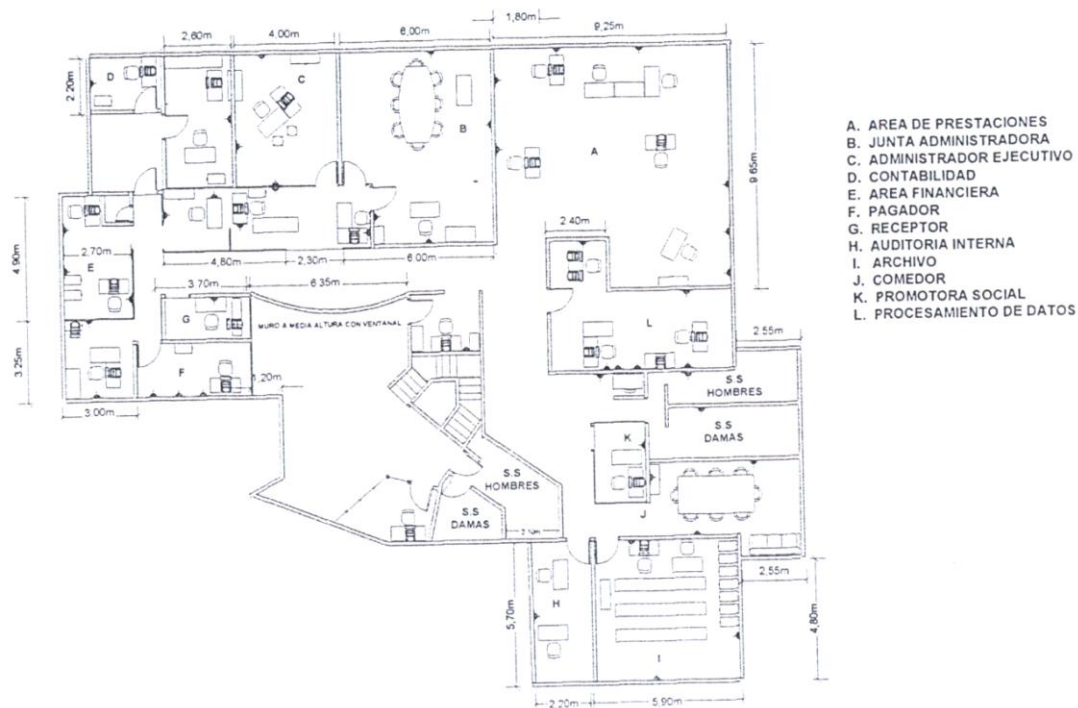 1,80m
9,25m
2,60m
4,00m
6,00m
2.20m
D
C
B
A
9.65m
A. AREA DE PRESTACIONES
B. JUNTA ADMINISTRADORA
C. ADMINISTRADOR EJECUTIVO
D. CONTABILIDAD
E. AREA FINANCIERA
F. PAGADOR
G. RECEPTOR
H. AUDITORIA INTERNA
I. ARCHIVO
J. COMEDOR
K. PROMOTORA SOCIAL
L. PROCESAMIENTO DE DATOS
2.40m
4.90m
2.70m
E
4,60m
2,30m
6.00m
3.70m
6,35m
G
MURO A MEDIA ALTURA CON VENTANAL
L
3.25m
F
1,20m
2.55m
3.00m
S.S
HOMBRES
S.S
DAMAS
K
S.S
HOMBRES
S.S
DAMAS
J
2.55m
5,70m
H
I
4,80m
2,20m
5,90m